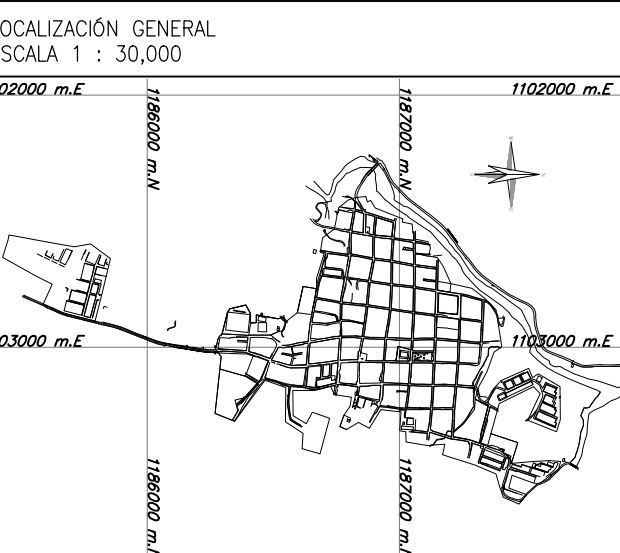 OCALIZACIÓN GENERAL
SCALA 1 : 30,000
02000 m.E
1186000 m.N
1187000 m.N
1102000 m.E
03000 m.E
1103000 m.E
1186000 m.N
1187000 m.N